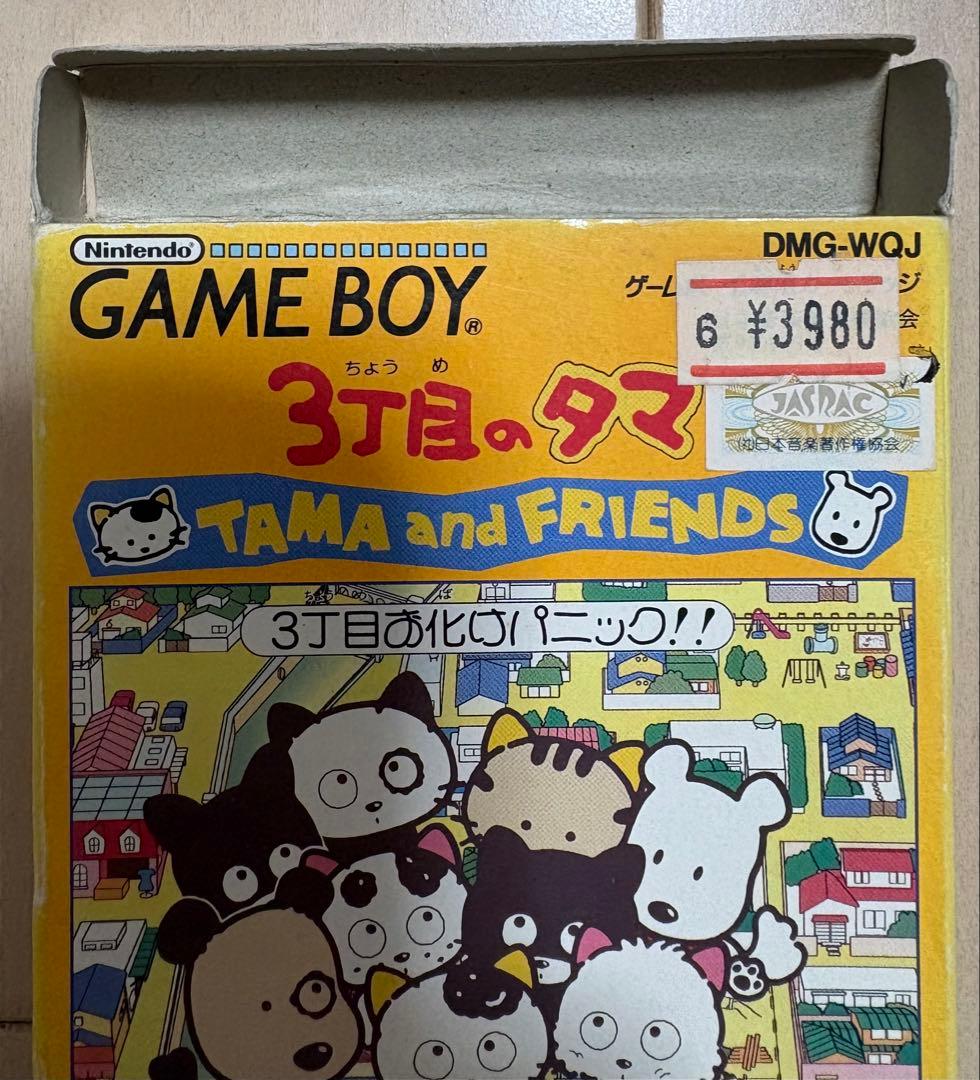 Nintendo®
DMG-WQJ
GAME BOY®
ゲーム
ジ
会
6 ¥3980
ちょう め
3丁目のタマ
JASRAC
(社)日本音楽著作権協会
TAMA and FRIENDS
3丁目お化けパニック!!